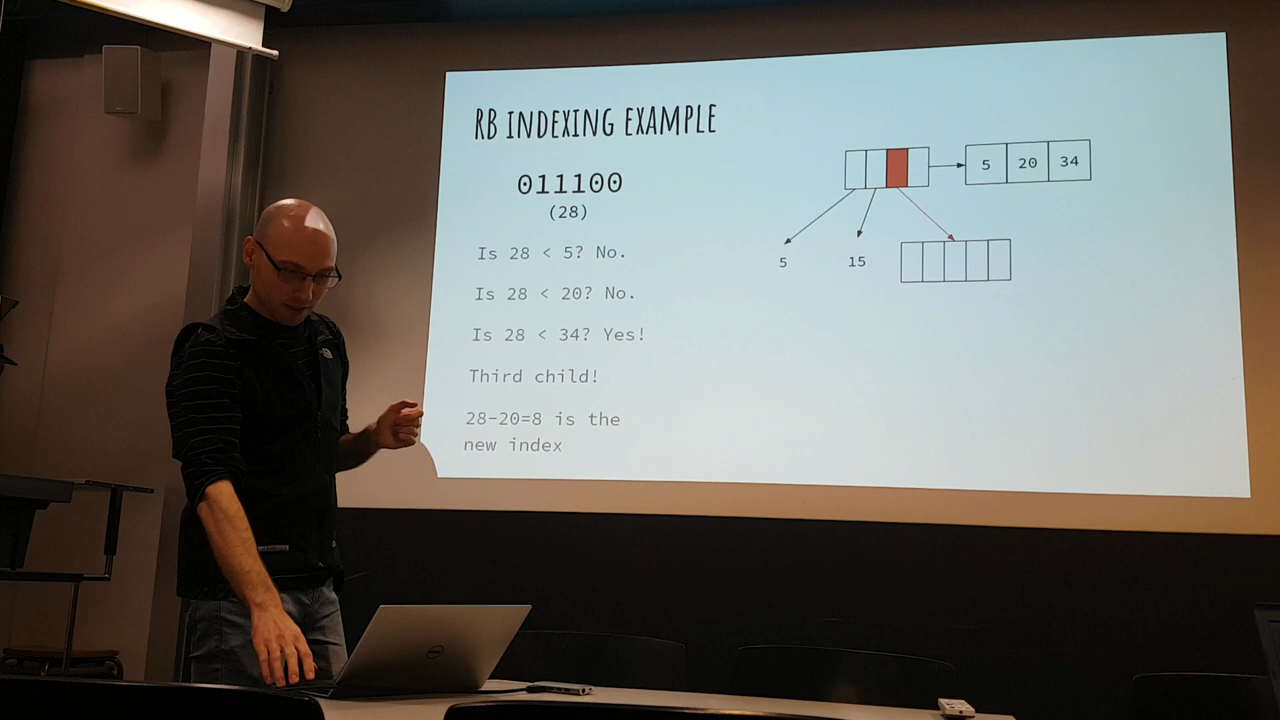 RB INDEXING EXAMPLE
011100
(28)
Is 28 < 5? No.
Is 28 < 20? No.
Is 28 < 34? Yes!
Third child!
28-20=8 is the
new index
5 20 34
5 15
DELL